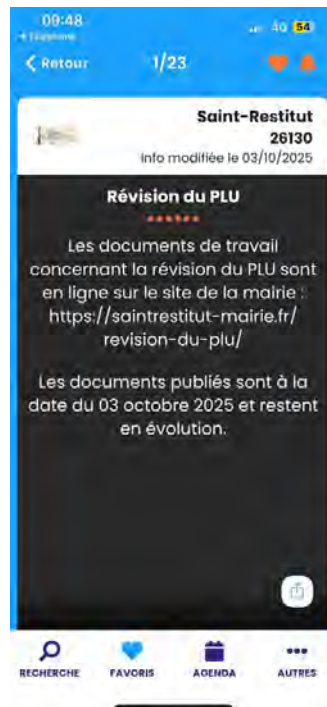 09:48
4G 54
Retour
1/23
Saint-Restitut
26130
Info modifiée le 03/10/2025
Révision du PLU
Les documents de travail
concernant la révision du PLU sont
en ligne sur le site de la mairie :
https://saintrestitut-mairie.fr/
revision-du-plu/
Les documents publiés sont à la
date du 03 octobre 2025 et restent
en évolution.
RECHERCHE
FAVORIS
AGENDA
AUTRES